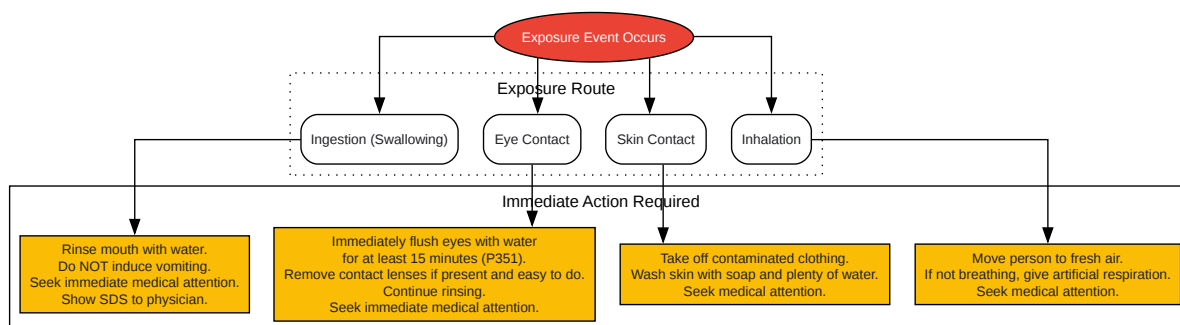 Exposure Event Occurs
Exposure Route
Ingestion (Swallowing)
Eye Contact
Skin Contact
Inhalation
Immediate Action Required
Rinse mouth with water.
Do NOT induce vomiting.
Seek immediate medical attention.
Show SDS to physician.
Immediately flush eyes with water
for at least 15 minutes (P351).
Remove contact lenses if present and easy to do.
Continue rinsing.
Seek immediate medical attention.
Take off contaminated clothing.
Wash skin with soap and plenty of water.
Seek medical attention.
Move person to fresh air.
If not breathing, give artificial respiration.
Seek medical attention.